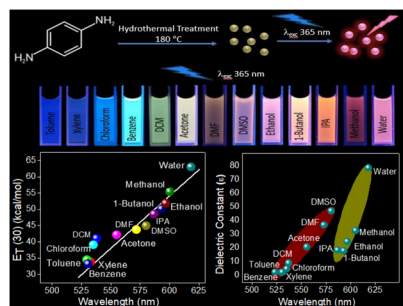 NH₂
Hydrothermal Treatment
180 °C
λexc 365 nm
H₂N
λexc 365 nm
Toluene
Xylene
Chloroform
Benzene
DCM
Acetone
DMF
DMSO
Ethanol
1-Butanol
IPA
Methanol
Water
E_T (30) (kcal/mol)
65
60
55
50
45
40
35
30
Water
Methanol
1-Butanol
Ethanol
IPA
DMF
DMSO
DCM
Acetone
Chloroform
Toluene
Xylene
Benzene
525 550 575 600 625
Wavelength (nm)
Dielectric Constant (ε)
80
70
60
50
40
30
20
10
0
Water
DMSO
DMF
Methanol
Acetone
Ethanol
IPA
1-Butanol
DCM
Toluene
Chloroform
Benzene
Xylene
500 525 550 575 600 625
Wavelength (nm)